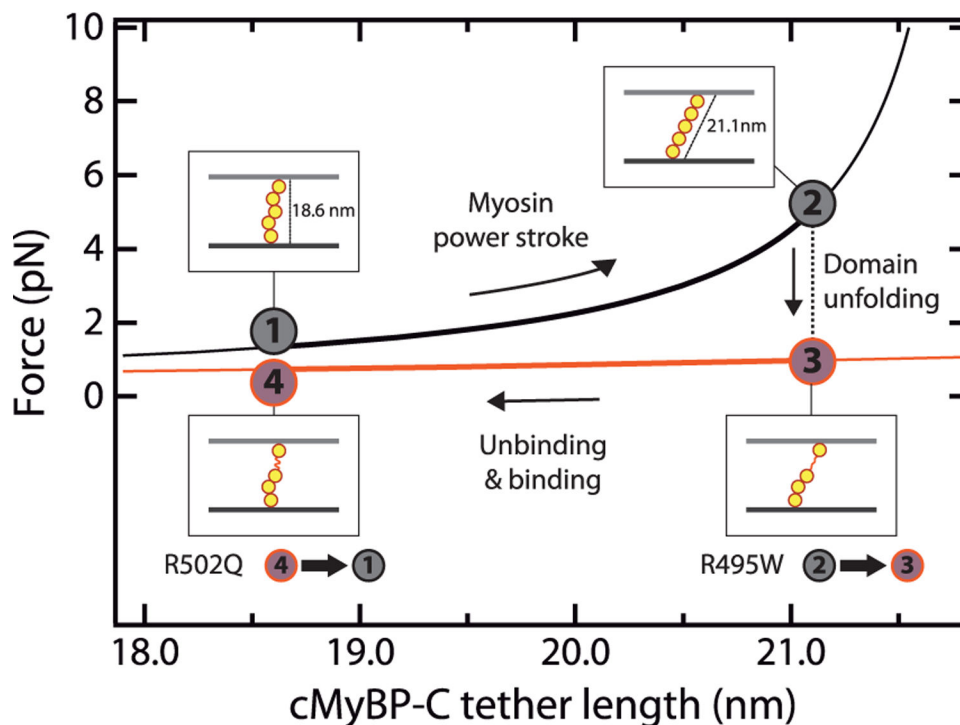 10
8
6
4
2
0
Force (pN)
21.1nm
18.6 nm
Myosin
power stroke
2
Domain
unfolding
1
4
3
Unbinding
& binding
R502Q 4 1
R495W 2 3
18.0 19.0 20.0 21.0
cMyBP-C tether length (nm)